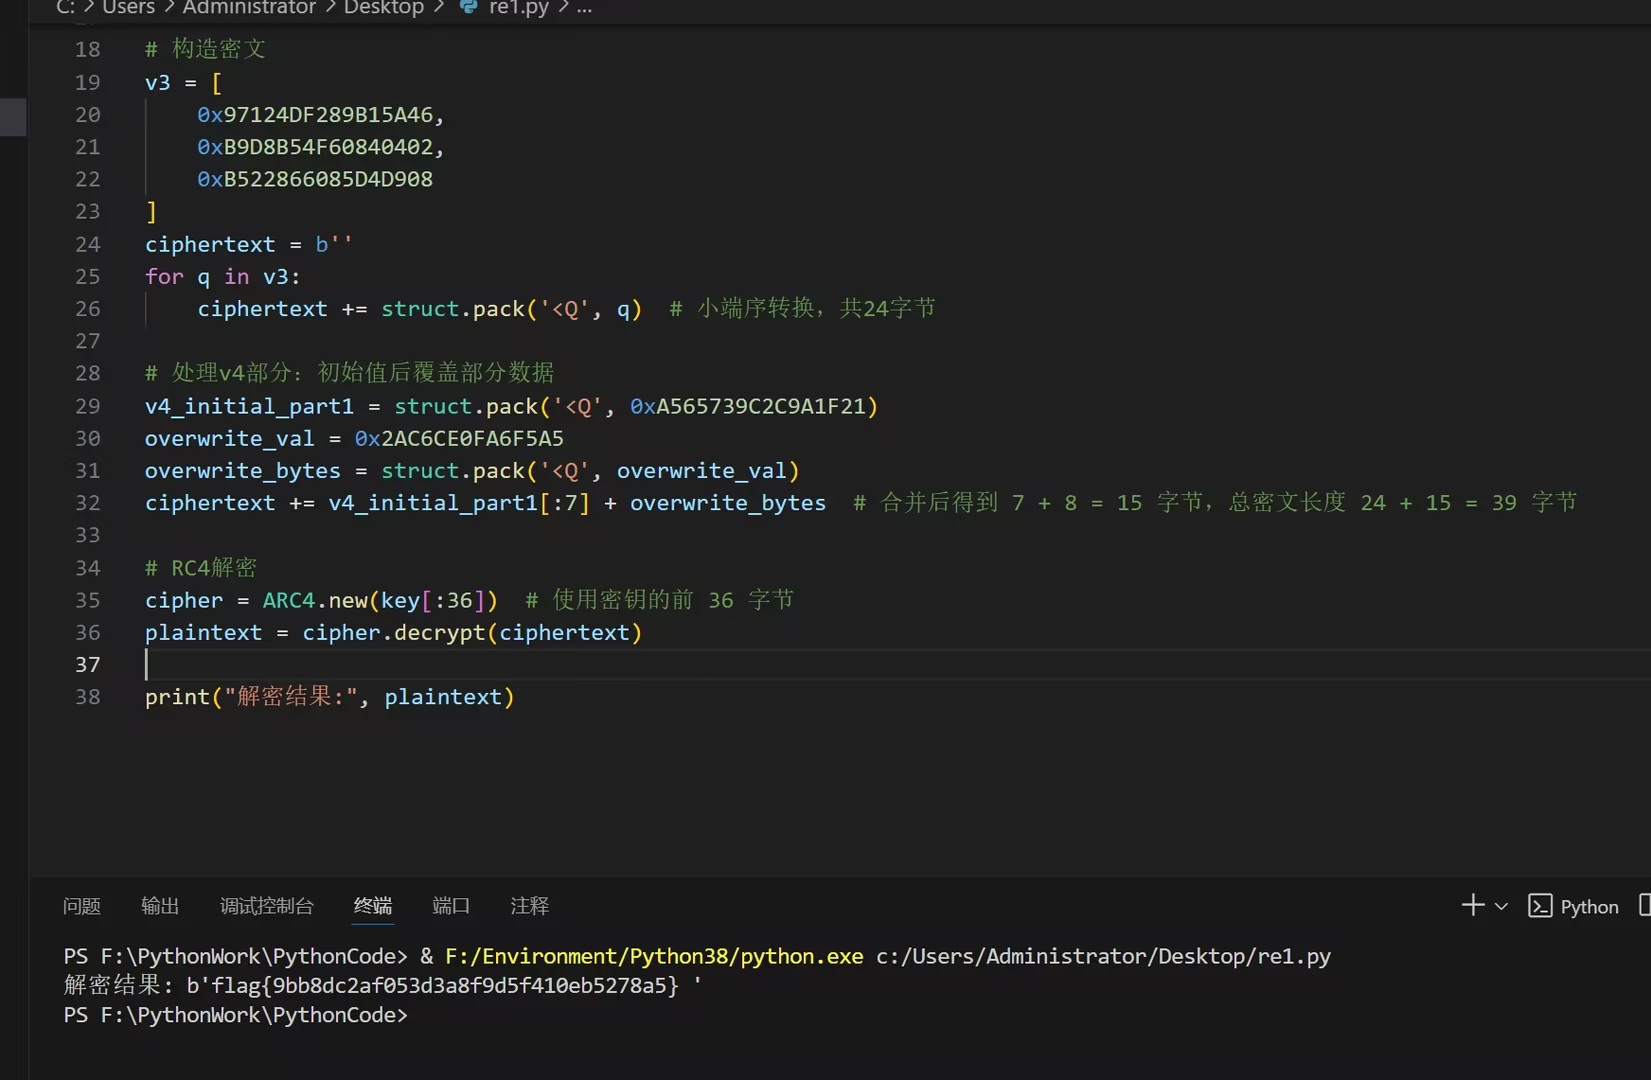 C: > Users > Administrator > Desktop > re1.py > ...
18 # 构造密文
19 v3 = [
20 0x97124DF289B15A46,
21 0xB9D8B54F60840402,
22 0xB522866085D4D908
23 ]
24 ciphertext = b''
25 for q in v3:
26 ciphertext += struct.pack('<Q', q) # 小端序转换，共24字节
27
28 # 处理v4部分：初始值后覆盖部分数据
29 v4_initial_part1 = struct.pack('<Q', 0xA565739C2C9A1F21)
30 overwrite_val = 0x2AC6CE0FA6F5A5
31 overwrite_bytes = struct.pack('<Q', overwrite_val)
32 ciphertext += v4_initial_part1[:7] + overwrite_bytes # 合并后得到 7 + 8 = 15 字节，总密文长度 24 + 15 = 39 字节
33
34 # RC4解密
35 cipher = ARC4.new(key[:36]) # 使用密钥的前 36 字节
36 plaintext = cipher.decrypt(ciphertext)
37
38 print("解密结果:", plaintext)
问题 输出 调试控制台 终端 端口 注释 Python
PS F:\PythonWork\PythonCode> & F:/Environment/Python38/python.exe c:/Users/Administrator/Desktop/re1.py
解密结果: b'flag{9bb8dc2af053d3a8f9d5f410eb5278a5} '
PS F:\PythonWork\PythonCode>